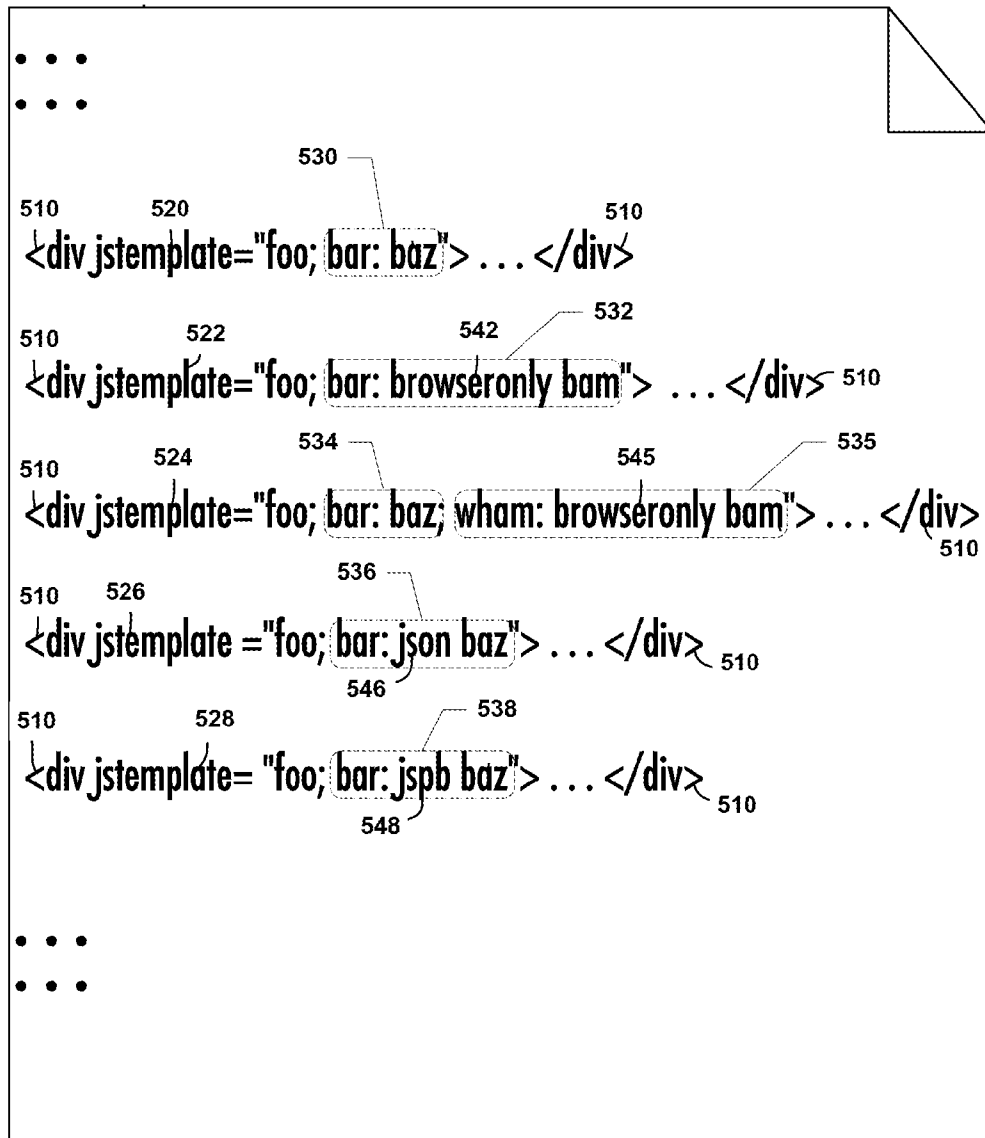 • • •
• • •
530
510 520 510
<div jstemplate="foo; bar: baz"> . . . </div>
532
510 522 542
<div jstemplate="foo; bar: browseronly bam"> . . . </div> 510
534 535
510 524 545
<div jstemplate="foo; bar: baz; wham: browseronly bam"> . . . </div>
510
536
510 526
<div jstemplate ="foo; bar: json baz"> . . . </div> 510
546
538
510 528
<div jstemplate= "foo; bar: jspb baz"> . . . </div> 510
548
• • •
• • •